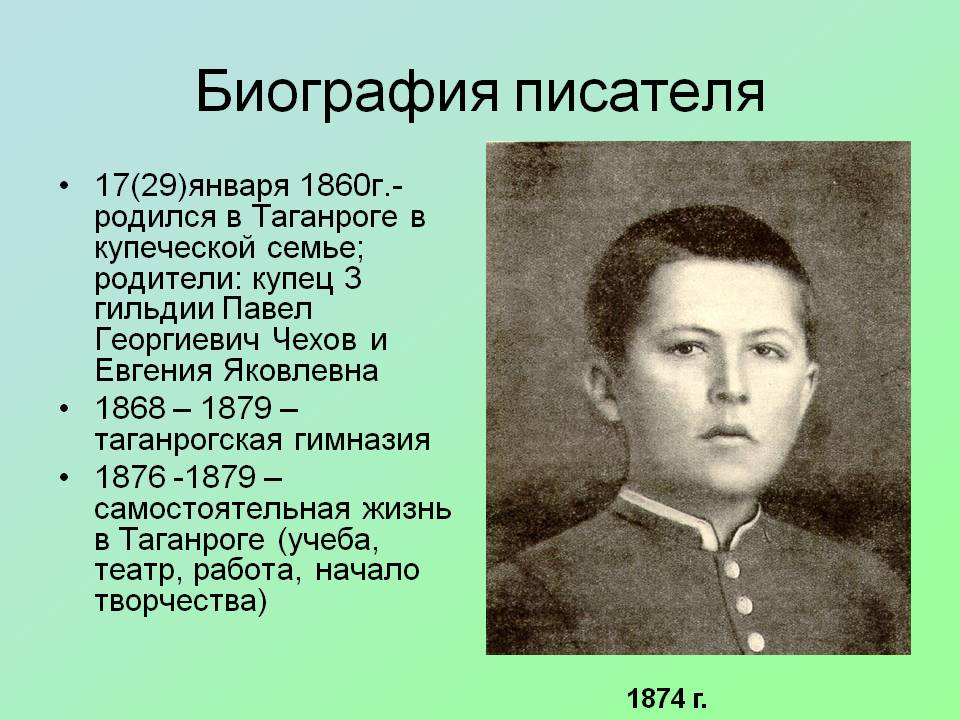 Биография писателя
• 17(29)января 1860г.-
родился в Таганроге в
купеческой семье;
родители: купец 3
гильдии Павел
Георгиевич Чехов и
Евгения Яковлевна
• 1868 – 1879 –
таганрогская гимназия
• 1876 -1879 –
самостоятельная жизнь
в Таганроге (учеба,
театр, работа, начало
творчества)
1874 г.